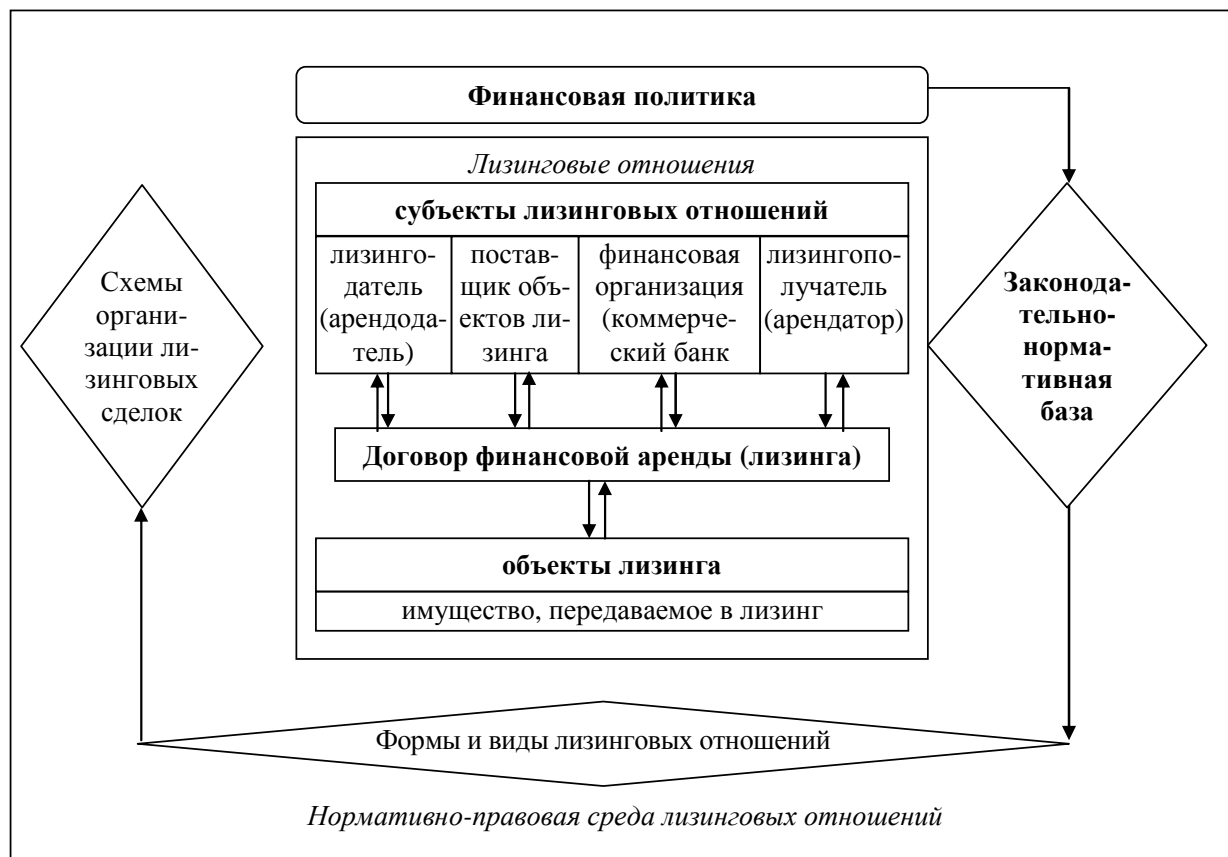 Финансовая политика
Лизинговые отношения
субъекты лизинговых отношений
лизинго-
датель
(арендода-
тель)
постав-
щик объ-
ектов ли-
зинга
финансовая
организация
(коммерче-
ский банк
лизингопо-
лучатель
(арендатор)
Схемы
органи-
зации ли-
зинговых
сделок
Законода-
тельно-
норма-
тивная
база
Договор финансовой аренды (лизинга)
объекты лизинга
имущество, передаваемое в лизинг
Формы и виды лизинговых отношений
Нормативно-правовая среда лизинговых отношений